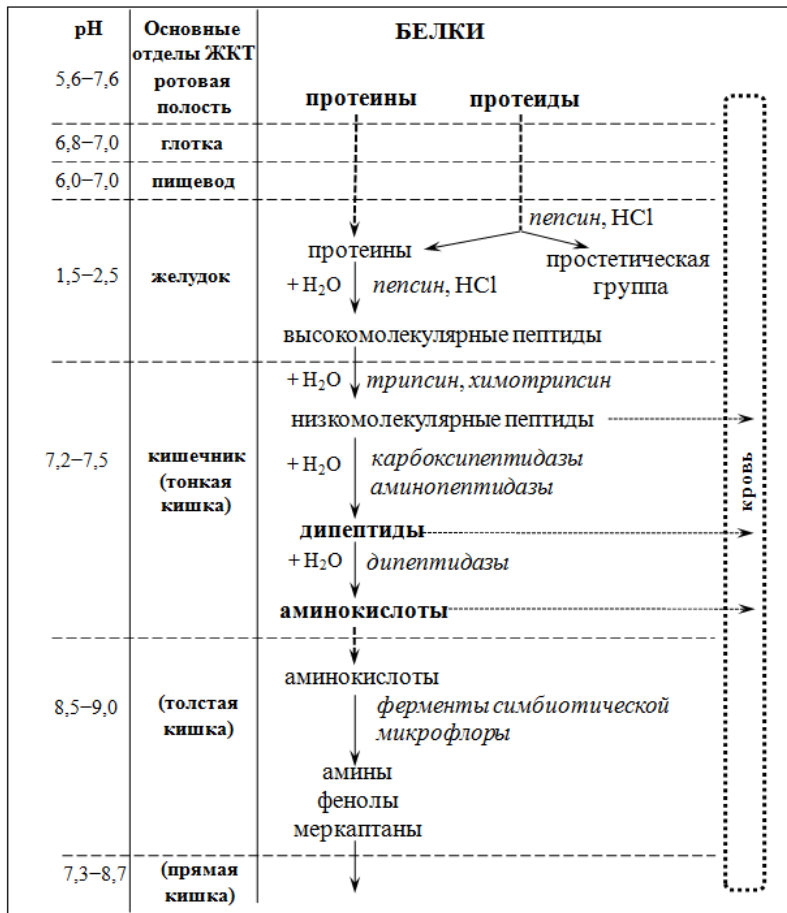 pH
Основные
отделы ЖКТ
БЕЛКИ
5,6–7,6
ротовая
полость
протеины
протеиды
6,8–7,0
глотка
6,0–7,0
пищевод
пепсин, HCl
протеины
простетическая
группа
1,5–2,5
желудок
+ H₂O
пепсин, HCl
высокомолекулярные пептиды
+ H₂O
трипсин, химотрипсин
низкомолекулярные пептиды
7,2–7,5
кишечник
(тонкая
кишка)
+ H₂O
карбоксипептидазы
аминопептидазы
дипептиды
+ H₂O
дипептидазы
аминокислоты
кровь
аминокислоты
8,5–9,0
(толстая
кишка)
ферменты симбиотической
микрофлоры
амины
фенолы
меркаптаны
7,3–8,7
(прямая
кишка)